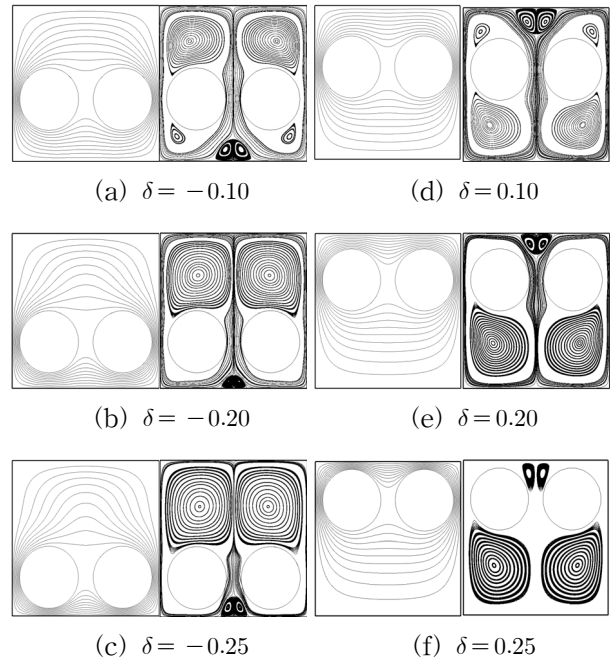 (a) δ = −0.10
(d) δ = 0.10
(b) δ = −0.20
(e) δ = 0.20
(c) δ = −0.25
(f) δ = 0.25